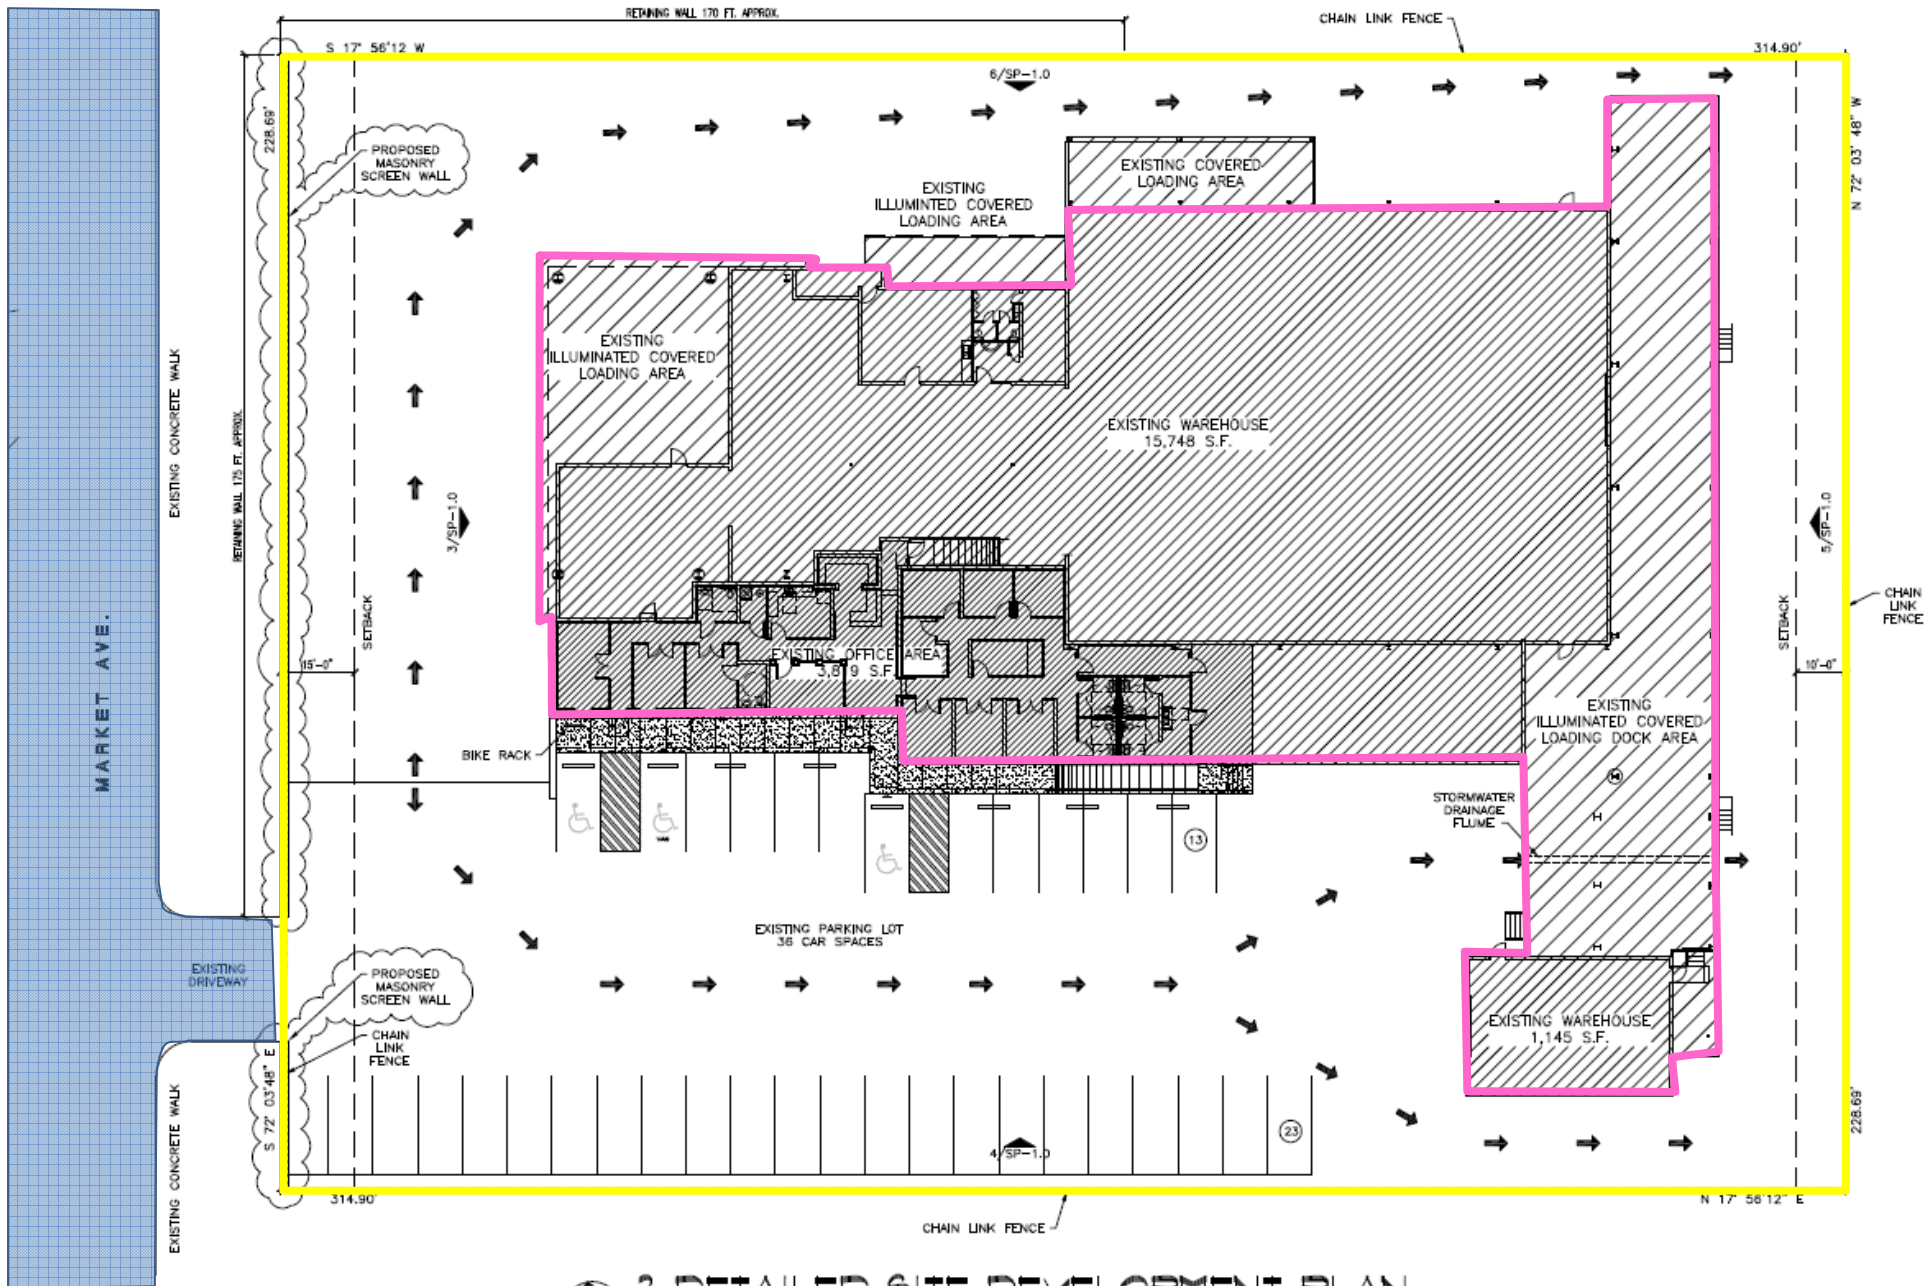 RETAINING WALL 170 FT. APPROX.
CHAIN LINK FENCE
S 17° 56'12 W
314.90'
6/SP-1.0
228.69'
N 72° 03' 48" W
PROPOSED
MASONRY
SCREEN WALL
EXISTING COVERED
LOADING AREA
EXISTING
ILLUMINTED COVERED
LOADING AREA
EXISTING
ILLUMINATED COVERED
LOADING AREA
EXISTING CONCRETE WALK
RETAINING WALL 175 FT. APPROX.
EXISTING WAREHOUSE
15,748 S.F.
3/SP-1.0
5/SP-1.0
SETBACK
SETBACK
CHAIN
LINK
FENCE
MARKET AVE.
15'-0"
10'-0"
EXISTING OFFICE AREA
S.F.
EXISTING
ILLUMINATED COVERED
LOADING DOCK AREA
BIKE RACK
STORMWATER
DRAINAGE
FLUME
13
EXISTING PARKING LOT
36 CAR SPACES
EXISTING
DRIVEWAY
PROPOSED
MASONRY
SCREEN WALL
CHAIN
LINK
FENCE
EXISTING WAREHOUSE
1,145 S.F.
S 72° 03'48" E
EXISTING CONCRETE WALK
23
4/SP-1.0
228.69'
314.90'
N 17° 56'12" E
CHAIN LINK FENCE
2 DETAILED SITE DEVELOPMENT PLAN